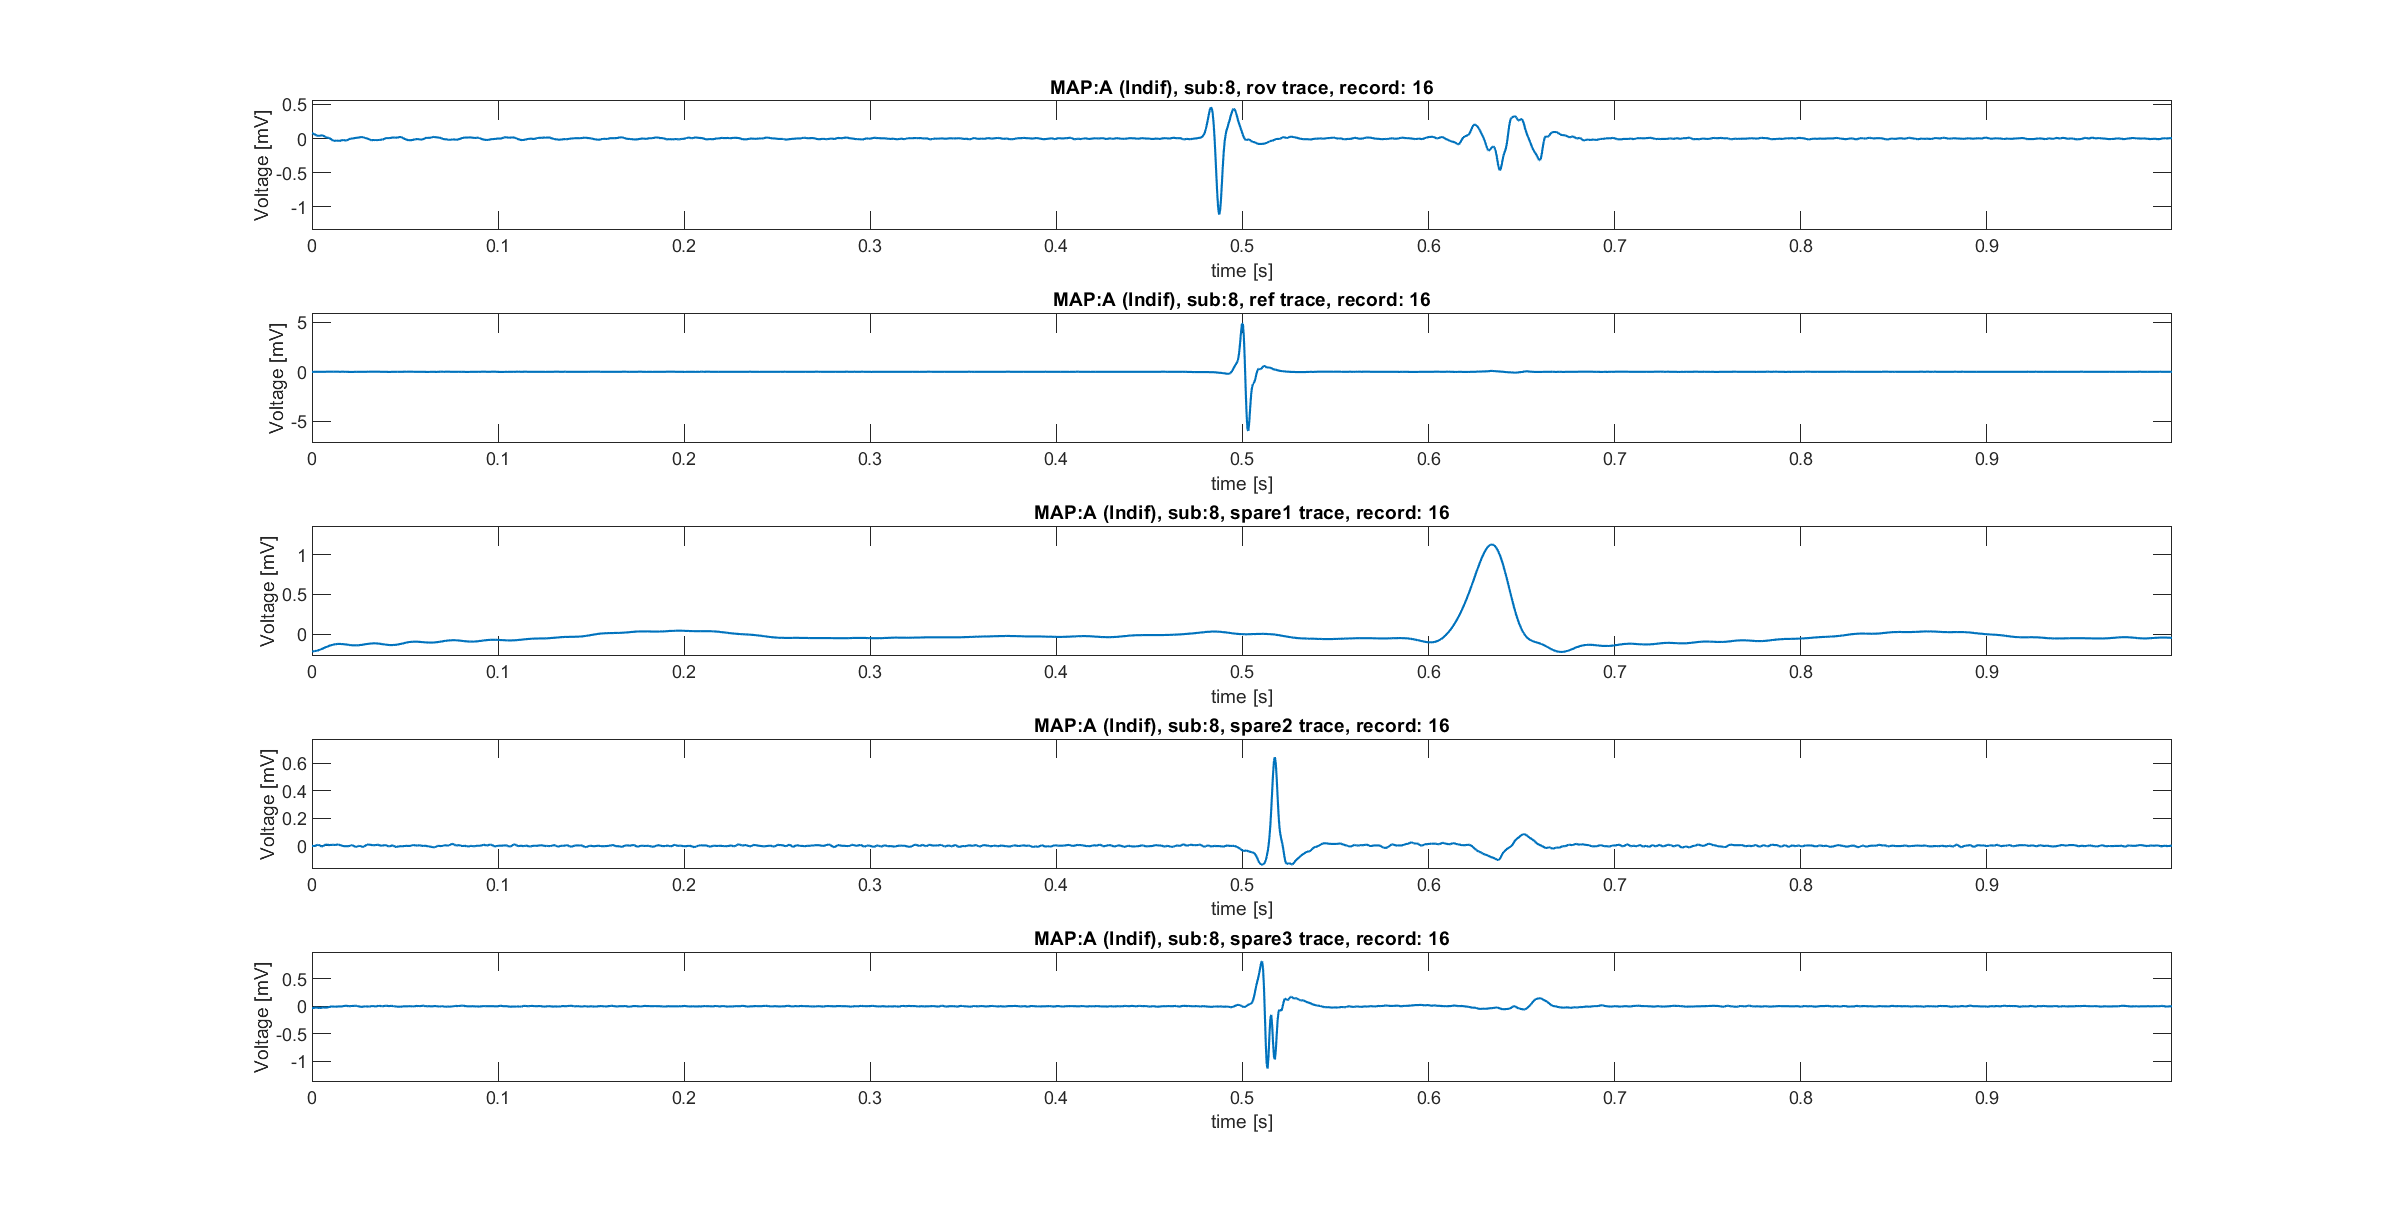 MAP:A (Indif), sub:8, rov trace, record: 16
Voltage [mV]
0.5
0
-0.5
-1
0 0.1 0.2 0.3 0.4 0.5 0.6 0.7 0.8 0.9
time [s]
MAP:A (Indif), sub:8, ref trace, record: 16
Voltage [mV]
5
0
-5
0 0.1 0.2 0.3 0.4 0.5 0.6 0.7 0.8 0.9
time [s]
MAP:A (Indif), sub:8, spare1 trace, record: 16
Voltage [mV]
1
0.5
0
0 0.1 0.2 0.3 0.4 0.5 0.6 0.7 0.8 0.9
time [s]
MAP:A (Indif), sub:8, spare2 trace, record: 16
Voltage [mV]
0.6
0.4
0.2
0
0 0.1 0.2 0.3 0.4 0.5 0.6 0.7 0.8 0.9
time [s]
MAP:A (Indif), sub:8, spare3 trace, record: 16
Voltage [mV]
0.5
0
-0.5
-1
0 0.1 0.2 0.3 0.4 0.5 0.6 0.7 0.8 0.9
time [s]